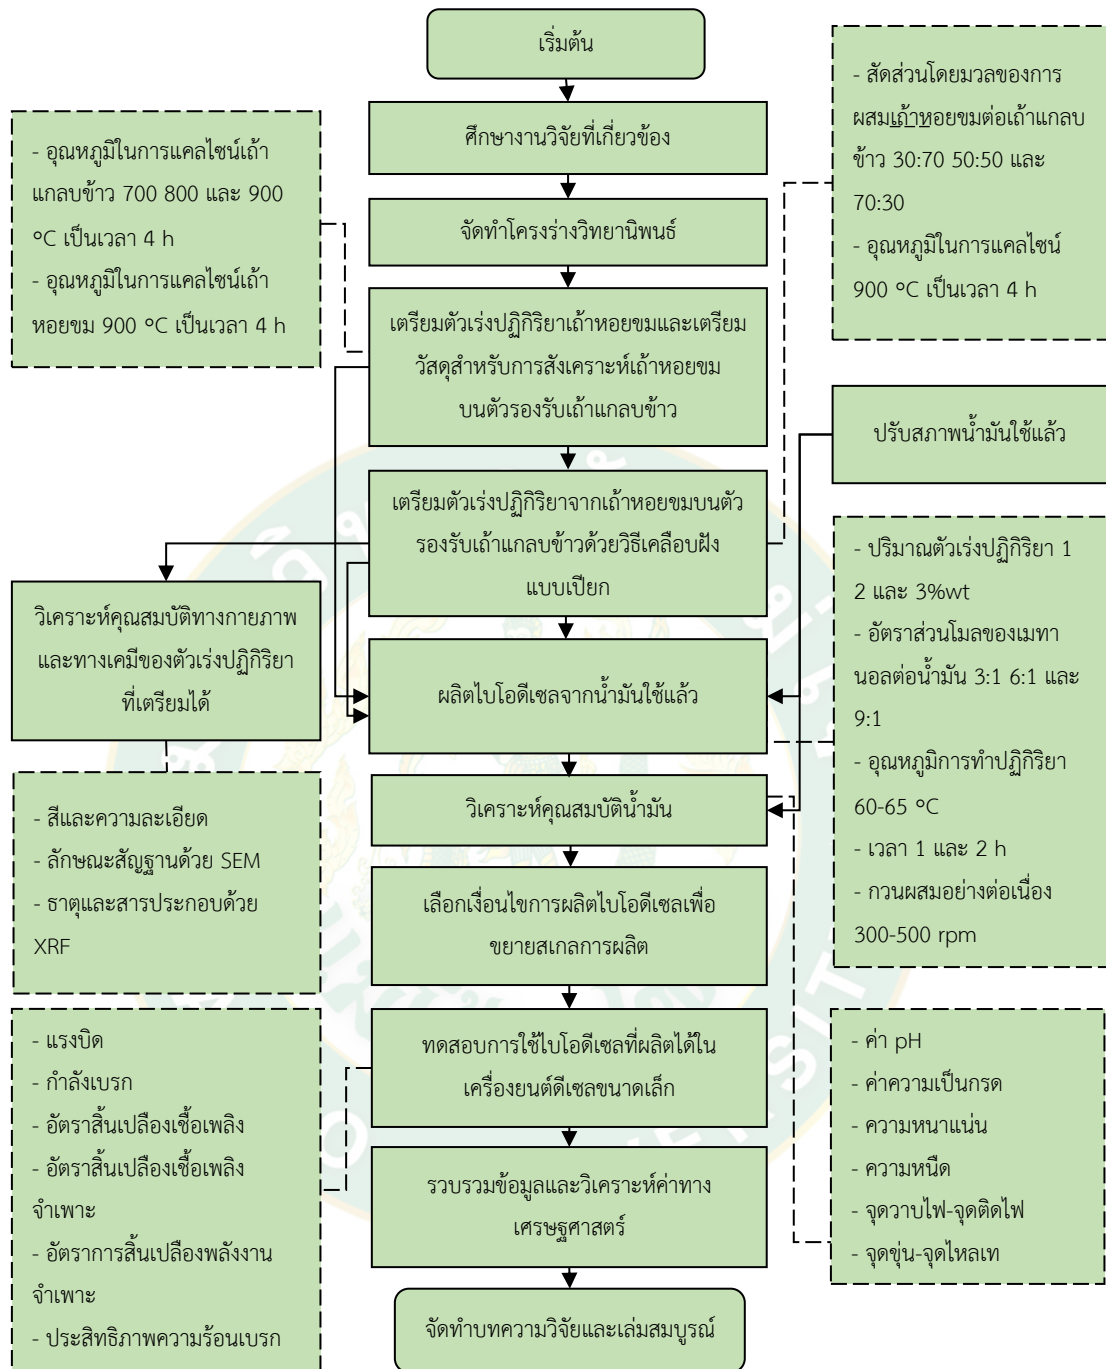 เริ่มต้น
ศึกษางานวิจัยที่เกี่ยวข้อง
จัดทำโครงร่างวิทยานิพนธ์
- อุณหภูมิในการแคลไซน์เถ้า
แกลบข้าว 700 800 และ 900
°C เป็นเวลา 4 h
- อุณหภูมิในการแคลไซน์เถ้า
หอยขม 900 °C เป็นเวลา 4 h
- สัดส่วนโดยมวลของการ
ผสมเถ้าหอยขมต่อเถ้าแกลบ
ข้าว 30:70 50:50 และ
70:30
- อุณหภูมิในการแคลไซน์
900 °C เป็นเวลา 4 h
เตรียมตัวเร่งปฏิกิริยาเถ้าหอยขมและเตรียม
วัสดุสำหรับการสังเคราะห์เถ้าหอยขม
บนตัวรองรับเถ้าแกลบข้าว
ปรับสภาพน้ำมันใช้แล้ว
เตรียมตัวเร่งปฏิกิริยาจากเถ้าหอยขมบนตัว
รองรับเถ้าแกลบข้าวด้วยวิธีเคลือบฝัง
แบบเปียก
วิเคราะห์คุณสมบัติทางกายภาพ
และทางเคมีของตัวเร่งปฏิกิริยา
ที่เตรียมได้
ผลิตไบโอดีเซลจากน้ำมันใช้แล้ว
- ปริมาณตัวเร่งปฏิกิริยา 1
2 และ 3%wt
- อัตราส่วนโมลของเมทา
นอลต่อน้ำมัน 3:1 6:1 และ
9:1
- อุณหภูมิการทำปฏิกิริยา
60-65 °C
- เวลา 1 และ 2 h
- กวนผสมอย่างต่อเนื่อง
300-500 rpm
- สีและความละเอียด
- ลักษณะสัญฐานด้วย SEM
- ธาตุและสารประกอบด้วย
XRF
วิเคราะห์คุณสมบัติน้ำมัน
เลือกเงื่อนไขการผลิตไบโอดีเซลเพื่อ
ขยายสเกลการผลิต
ทดสอบการใช้ไบโอดีเซลที่ผลิตได้ใน
เครื่องยนต์ดีเซลขนาดเล็ก
- แรงบิด
- กำลังเบรก
- อัตราสิ้นเปลืองเชื้อเพลิง
- อัตราสิ้นเปลืองเชื้อเพลิง
จำเพาะ
- อัตราการสิ้นเปลืองพลังงาน
จำเพาะ
- ประสิทธิภาพความร้อนเบรก
- ค่า pH
- ค่าความเป็นกรด
- ความหนาแน่น
- ความหนืด
- จุดวาบไฟ-จุดติดไฟ
- จุดขุ่น-จุดไหลเท
รวบรวมข้อมูลและวิเคราะห์ค่าทาง
เศรษฐศาสตร์
จัดทำบทความวิจัยและเล่มสมบูรณ์